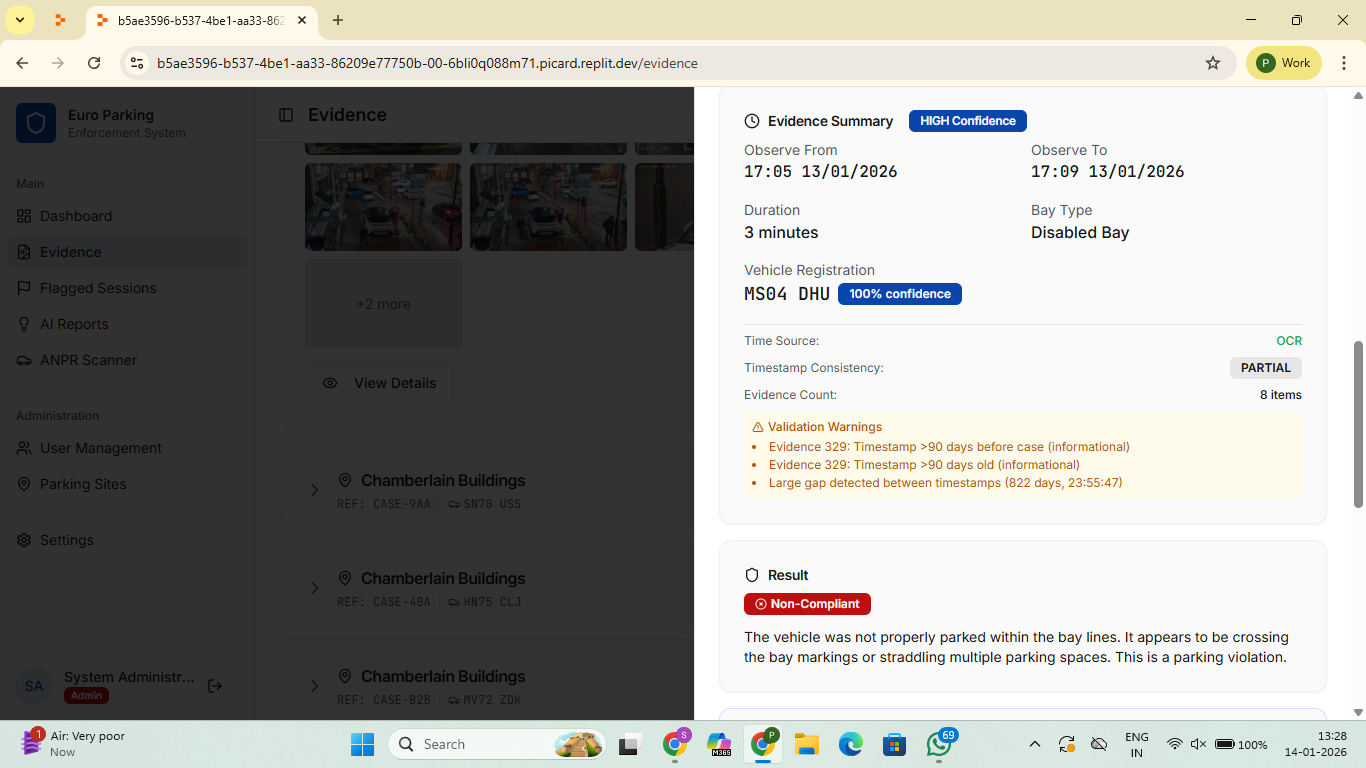 b5ae3596-b537-4be1-aa33-862
b5ae3596-b537-4be1-aa33-86209e77750b-00-6bli0q088m71.picard.replit.dev/evidence
P
Work
Euro Parking
Enforcement System
Main
Dashboard
Evidence
Flagged Sessions
AI Reports
ANPR Scanner
Administration
User Management
Parking Sites
Settings
SA
System Administr...
Admin
Evidence
+2 more
View Details
Chamberlain Buildings
REF: CASE-9AA SN70 USS
Chamberlain Buildings
REF: CASE-4BA HN75 CLJ
Chamberlain Buildings
REF: CASE-B28 MV72 ZDK
Evidence Summary HIGH Confidence
Observe From Observe To
17:05 13/01/2026 17:09 13/01/2026
Duration Bay Type
3 minutes Disabled Bay
Vehicle Registration
MS04 DHU 100% confidence
Time Source: OCR
Timestamp Consistency: PARTIAL
Evidence Count: 8 items
Validation Warnings
• Evidence 329: Timestamp >90 days before case (informational)
• Evidence 329: Timestamp >90 days old (informational)
• Large gap detected between timestamps (822 days, 23:55:47)
Result
Non-Compliant
The vehicle was not properly parked within the bay lines. It appears to be crossing
the bay markings or straddling multiple parking spaces. This is a parking violation.
1
Air: Very poor
Now
Search
S
M365
P
69
ENG
IN
100%
13:28
14-01-2026